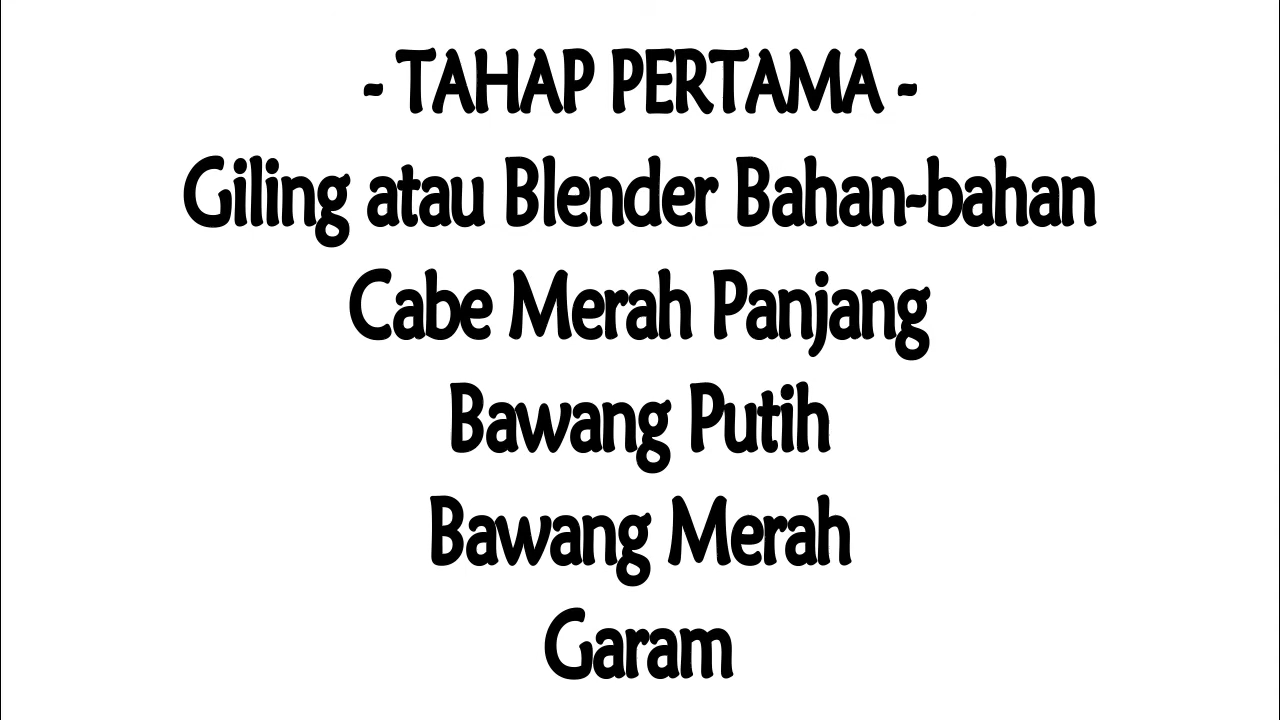 - TAHAP PERTAMA -
Giling atau Blender Bahan-bahan
Cabe Merah Panjang
Bawang Putih
Bawang Merah
Garam